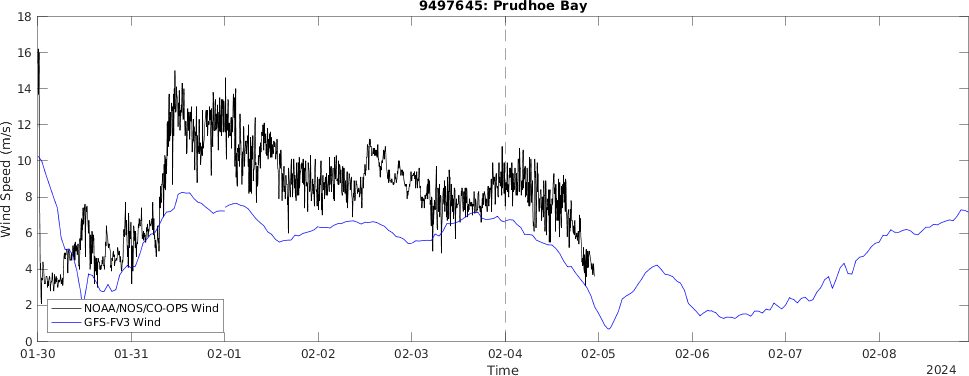 9497645: Prudhoe Bay
18
16
14
12
10
8
6
4
2
0
Wind Speed (m/s)
NOAA/NOS/CO-OPS Wind
GFS-FV3 Wind
01-30 01-31 02-01 02-02 02-03 02-04 02-05 02-06 02-07 02-08
Time
2024